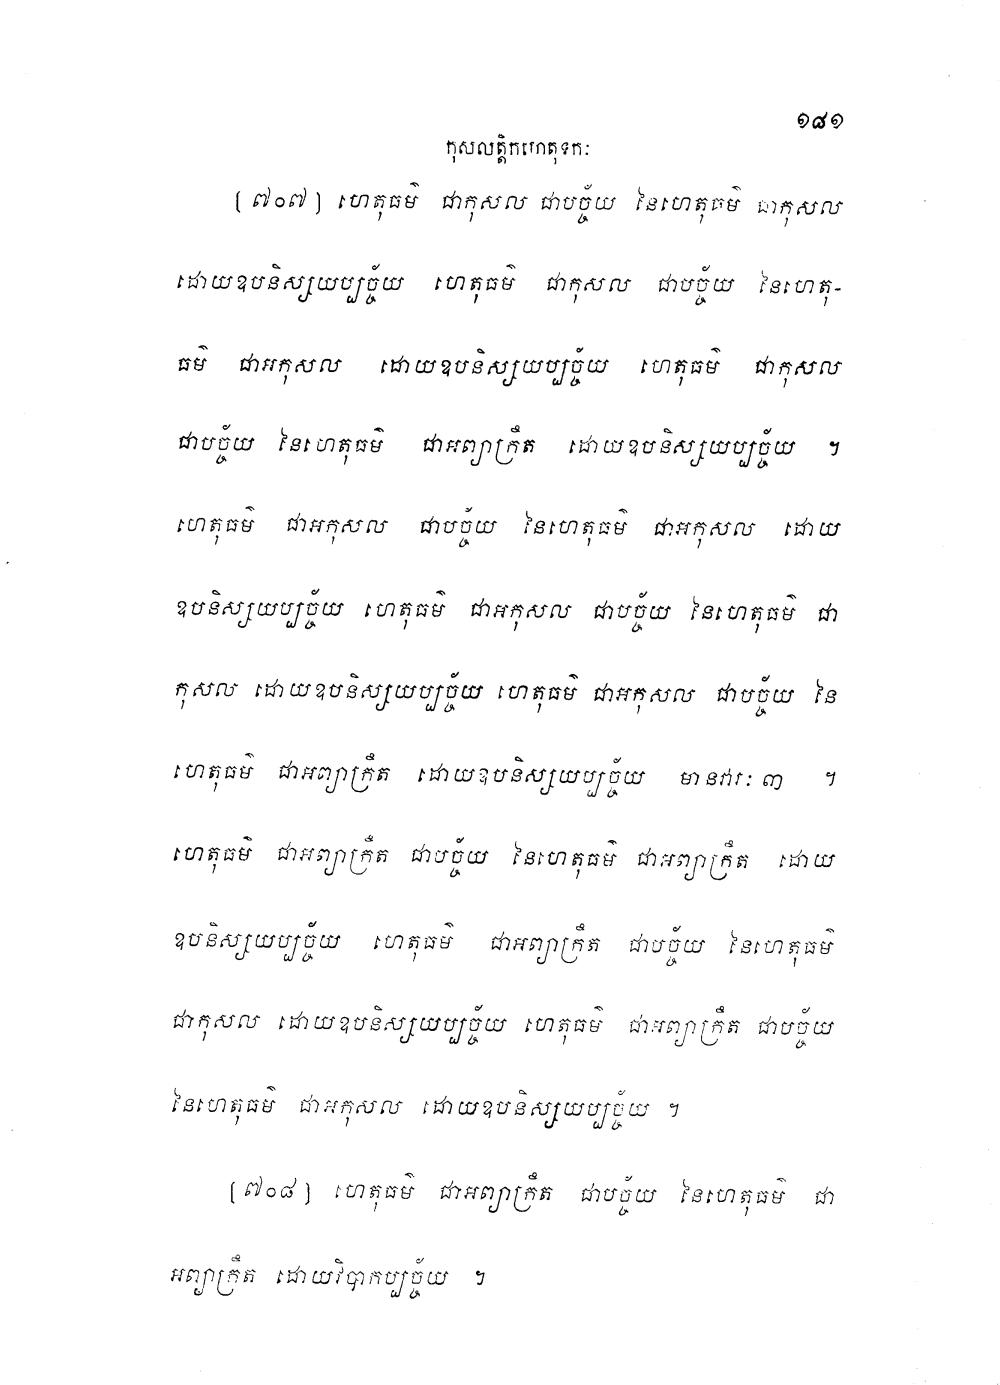 ១៨១
កុសលត្តិកហេតុទុកៈ
[៧០៧] ហេតុធម៌ ជាកុសល ជាបច្ច័យ នៃហេតុធម៌ ជាកុសល
ដោយឧបនិស្សយប្បច្ច័យ ហេតុធម៌ ជាកុសល ជាបច្ច័យ នៃហេតុ-
ធម៌ ជាអកុសល ដោយឧបនិស្សយប្បច្ច័យ ហេតុធម៌ ជាកុសល
ជាបច្ច័យ នៃហេតុធម៌ ជាអព្យាក្រឹត ដោយឧបនិស្សយប្បច្ច័យ ។
ហេតុធម៌ ជាអកុសល ជាបច្ច័យ នៃហេតុធម៌ ជាអកុសល ដោយ
ឧបនិស្សយប្បច្ច័យ ហេតុធម៌ ជាអកុសល ជាបច្ច័យ នៃហេតុធម៌ ជា
កុសល ដោយឧបនិស្សយប្បច្ច័យ ហេតុធម៌ ជាអកុសល ជាបច្ច័យ នៃ
ហេតុធម៌ ជាអព្យាក្រឹត ដោយឧបនិស្សយប្បច្ច័យ មានវារៈ ៣ ។
ហេតុធម៌ ជាអព្យាក្រឹត ជាបច្ច័យ នៃហេតុធម៌ ជាអព្យាក្រឹត ដោយ
ឧបនិស្សយប្បច្ច័យ ហេតុធម៌ ជាអព្យាក្រឹត ជាបច្ច័យ នៃហេតុធម៌
ជាកុសល ដោយឧបនិស្សយប្បច្ច័យ ហេតុធម៌ ជាអព្យាក្រឹត ជាបច្ច័យ
នៃហេតុធម៌ ជាអកុសល ដោយឧបនិស្សយប្បច្ច័យ ។
[៧០៨] ហេតុធម៌ ជាអព្យាក្រឹត ជាបច្ច័យ នៃហេតុធម៌ ជា
អព្យាក្រឹត ដោយវិបាកប្បច្ច័យ ។